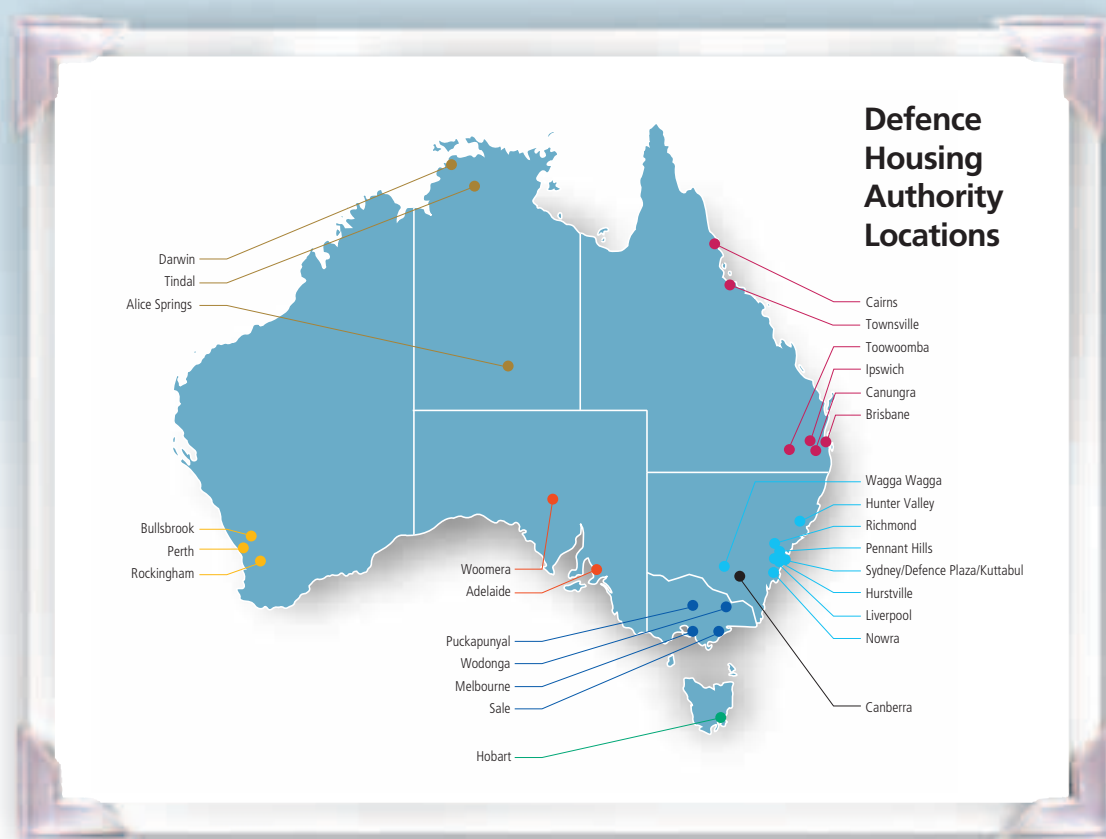 Defence
Housing
Authority
Locations
Darwin
Tindal
Alice Springs
Bullsbrook
Perth
Rockingham
Woomera
Adelaide
Puckapunyal
Wodonga
Melbourne
Sale
Hobart
Cairns
Townsville
Toowoomba
Ipswich
Canungra
Brisbane
Wagga Wagga
Hunter Valley
Richmond
Pennant Hills
Sydney/Defence Plaza/Kuttabul
Hurstville
Liverpool
Nowra
Canberra